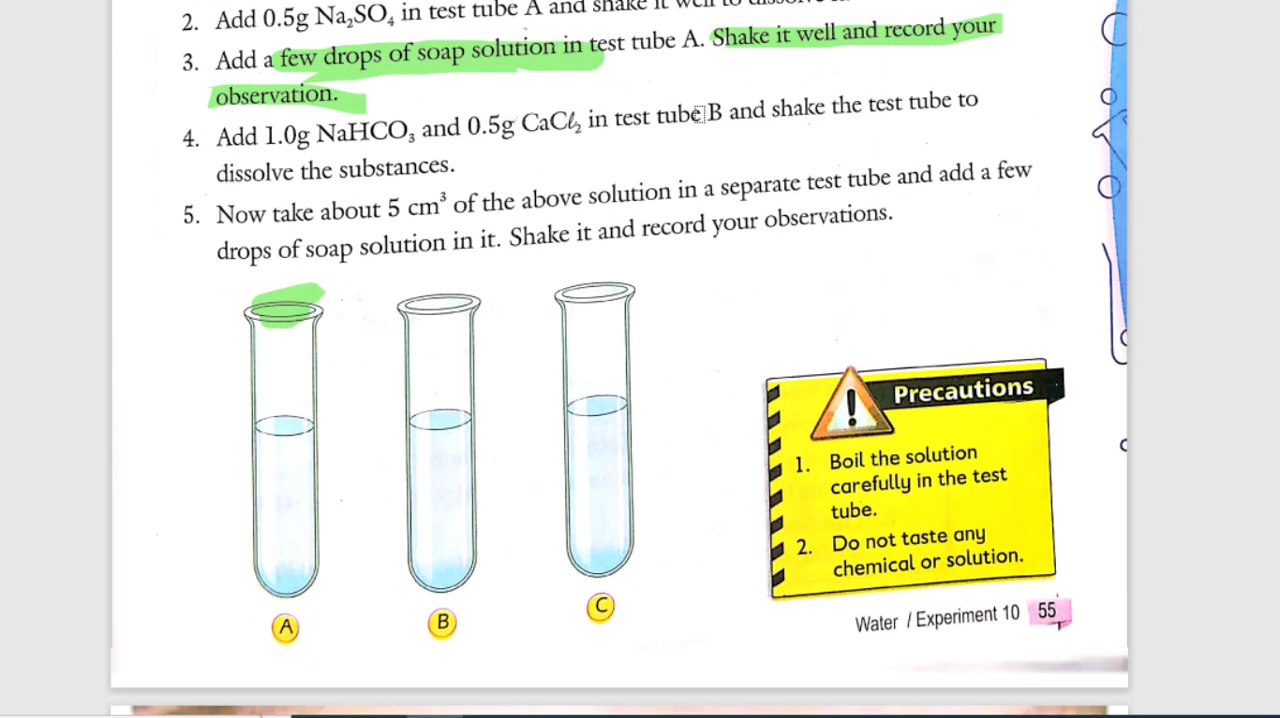 2. Add 0.5g Na₂SO₄ in test tube A and shake it well to
3. Add a few drops of soap solution in test tube A. Shake it well and record your
observation.
4. Add 1.0g NaHCO₃ and 0.5g CaCl₂ in test tube B and shake the test tube to
dissolve the substances.
5. Now take about 5 cm³ of the above solution in a separate test tube and add a few
drops of soap solution in it. Shake it and record your observations.
A
B
C
Precautions
1. Boil the solution
carefully in the test
tube.
2. Do not taste any
chemical or solution.
Water / Experiment 10 55